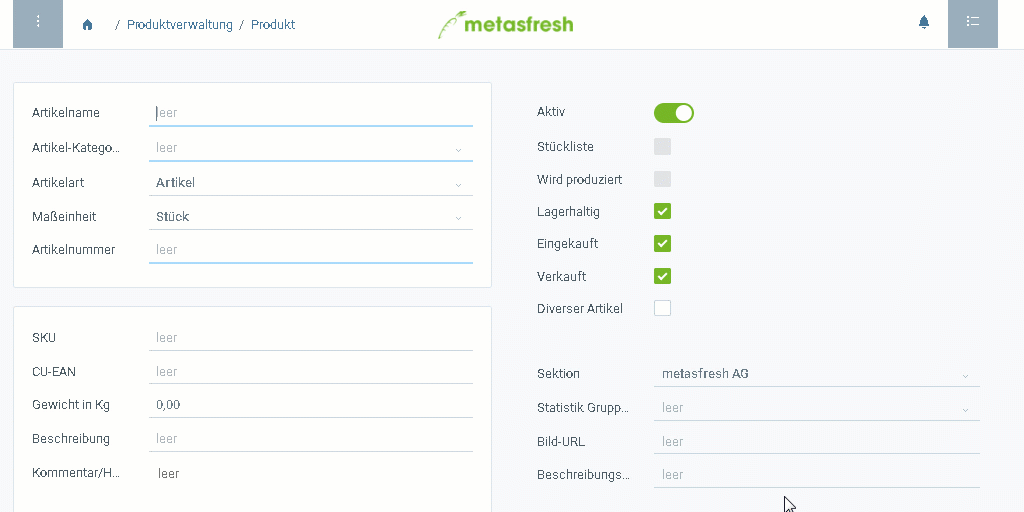 / Produktverwaltung / Produkt
metasfresh
Artikelname leer
Artikel-Katego... leer
Artikelart Artikel
Maßeinheit Stück
Artikelnummer leer
SKU leer
CU-EAN leer
Gewicht in Kg 0,00
Beschreibung leer
Kommentar/H... leer
Aktiv
Stückliste
Wird produziert
Lagerhaltig
Eingekauft
Verkauft
Diverser Artikel
Sektion metasfresh AG
Statistik Grupp... leer
Bild-URL leer
Beschreibungs... leer